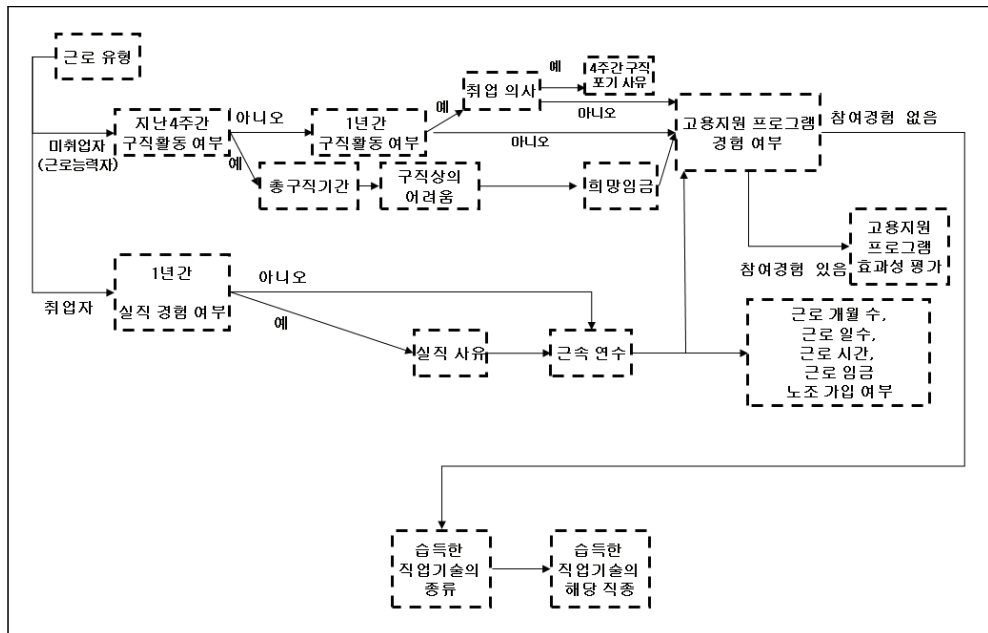 근로 유형
미취업자
(근로능력자)
지난4주간
구직활동 여부
아니오
예
1년간
구직활동 여부
예
아니오
취업 의사
예
아니오
4주간 구직
포기 사유
총구직기간
구직상의
어려움
희망임금
고용지원 프로그램
경험 여부
참여경험 없음
참여경험 있음
고용지원
프로그램
효과성 평가
취업자
1년간
실직 경험 여부
아니오
예
실직 사유
근속 연수
근로 개월 수,
근로 일수,
근로 시간,
근로 임금
노조 가입 여부
습득한
직업기술의
종류
습득한
직업기술의
해당 직종